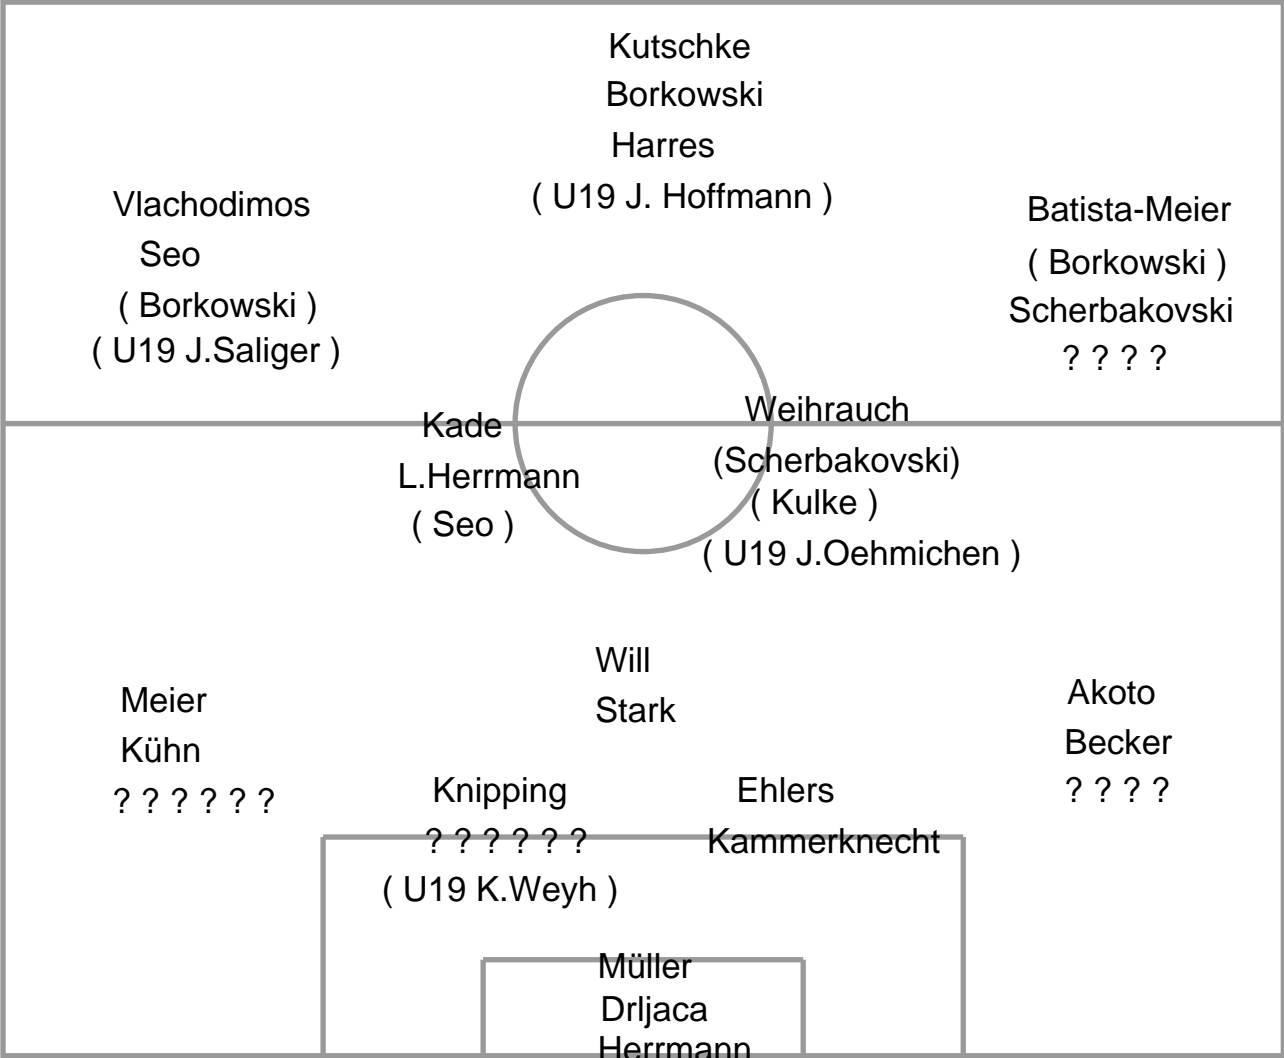 Kutschke
Borkowski
Harres
( U19 J. Hoffmann )
Vlachodimos
Seo
( Borkowski )
( U19 J.Saliger )
Batista-Meier
( Borkowski )
Scherbakovski
? ? ? ?
Kade
L.Herrmann
( Seo )
Weihrauch
(Scherbakovski)
( Kulke )
( U19 J.Oehmichen )
Will
Stark
Meier
Kühn
? ? ? ? ? ?
Akoto
Becker
? ? ? ?
Knipping
? ? ? ? ? ?
( U19 K.Weyh )
Ehlers
Kammerknecht
Müller
Drljaca
Herrmann